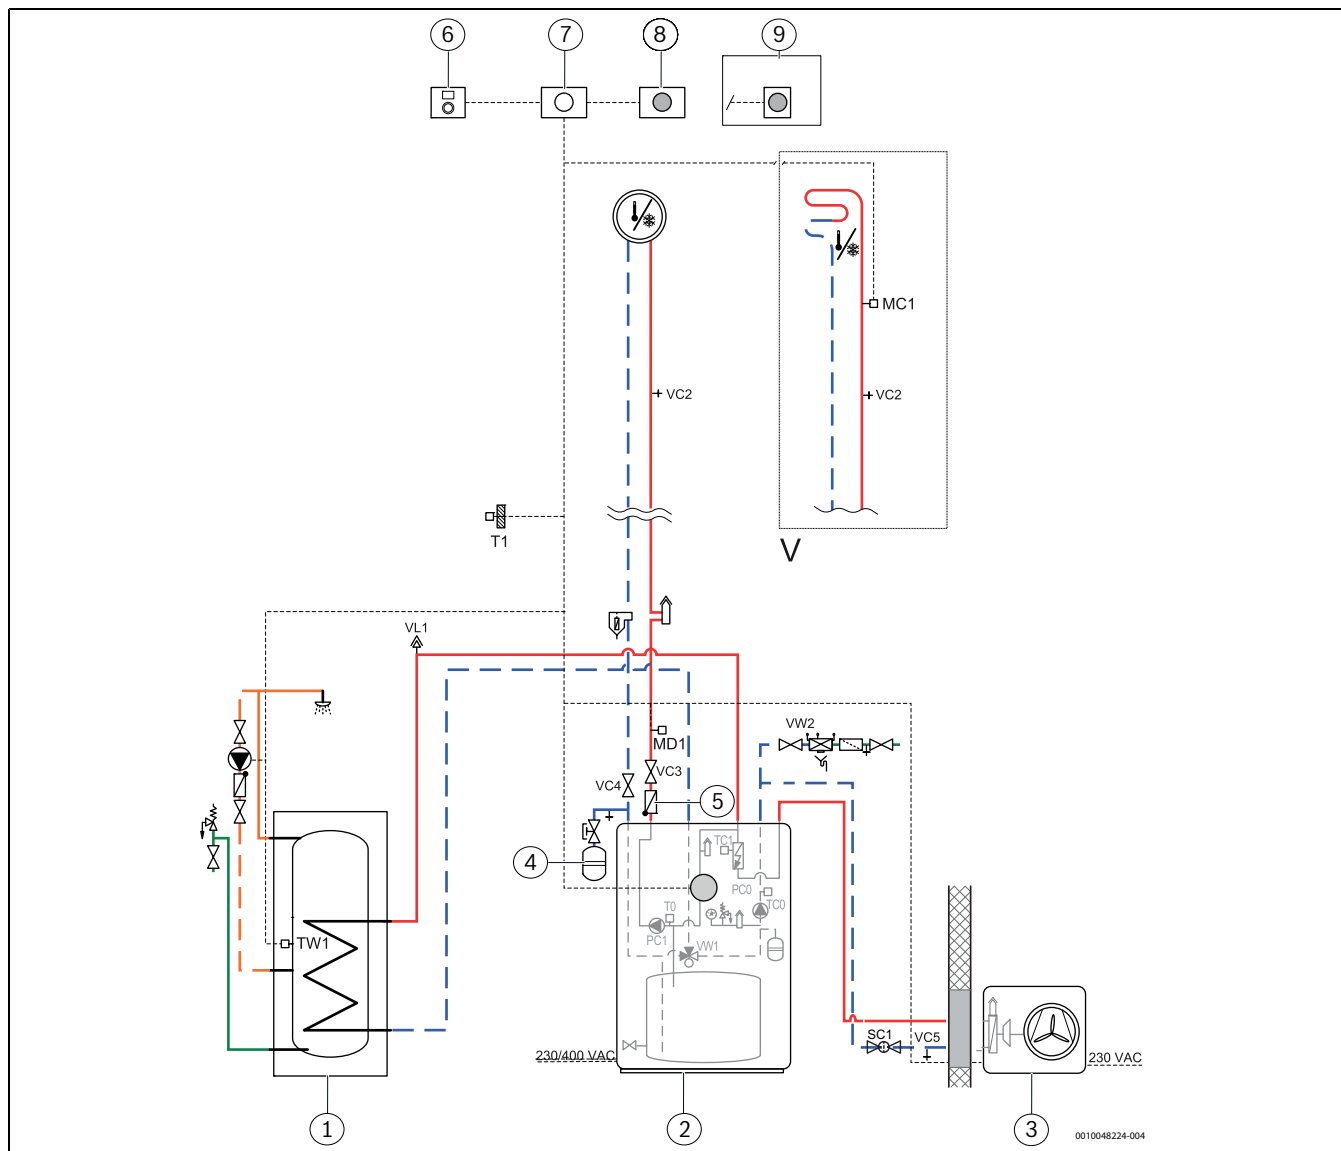 6
7
8
9
MC1
VC2
VC2
T1
V
VL1
VW2
MD1
VC3
VC4
5
4
TC1
PC0
T0
TC0
PC1
VW1
TW1
SC1
VC5
230/400 VAC
230 VAC
1
2
3
0010048224-004